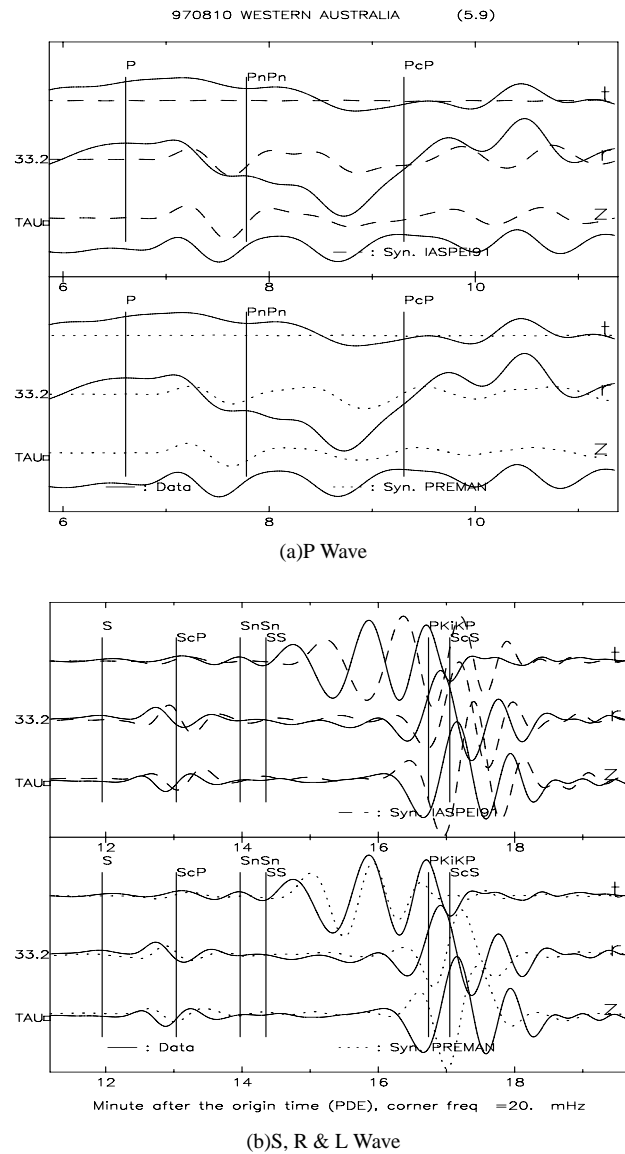 970810 WESTERN AUSTRALIA (5.9)
P PnPn PcP
t
33.2 r
TAU Z
— — : Syn. IASPEI91
6 8 10
P PnPn PcP
t
33.2 r
TAU Z
—— : Data ····· : Syn. PREMAN
6 8 10
(a)P Wave
S ScP SnSn SS PKiKP ScS
t
33.2 r
TAU Z
— — : Syn. IASPEI91
12 14 16 18
S ScP SnSn SS PKiKP ScS
t
33.2 r
TAU Z
—— : Data ····· : Syn. PREMAN
12 14 16 18
Minute after the origin time (PDE), corner freq =20. mHz
(b)S, R & L Wave